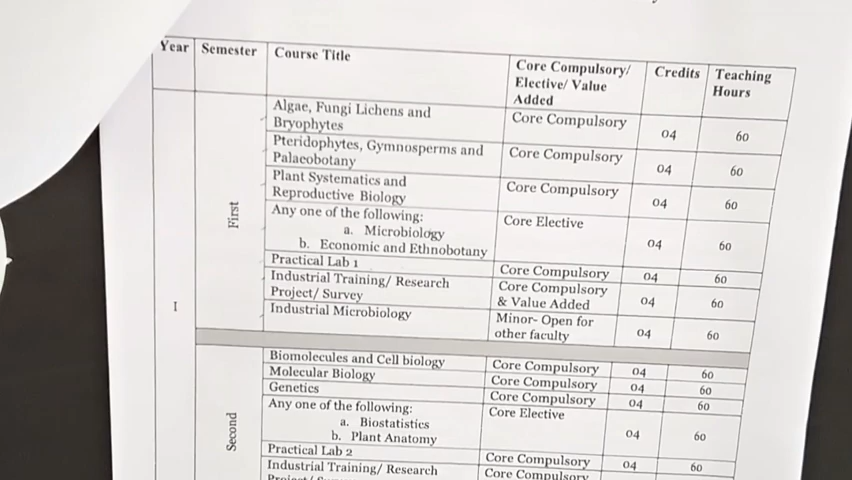 Year Semester Course Title Core Compulsory/ Elective/ Value Added Credits Teaching Hours
I
First
Algae, Fungi Lichens and
Bryophytes Core Compulsory 04 60
Pteridophytes, Gymnosperms and
Palaeobotany Core Compulsory 04 60
Plant Systematics and
Reproductive Biology Core Compulsory 04 60
Any one of the following: Core Elective
a. Microbiology
b. Economic and Ethnobotany 04 60
Practical Lab 1 Core Compulsory 04 60
Industrial Training/ Research Core Compulsory
Project/ Survey & Value Added 04 60
Industrial Microbiology Minor- Open for
other faculty 04 60
Second
Biomolecules and Cell biology Core Compulsory 04 60
Molecular Biology Core Compulsory 04 60
Genetics Core Compulsory 04 60
Any one of the following: Core Elective
a. Biostatistics
b. Plant Anatomy 04 60
Practical Lab 2 Core Compulsory 04 60
Industrial Training/ Research Core Compulsory